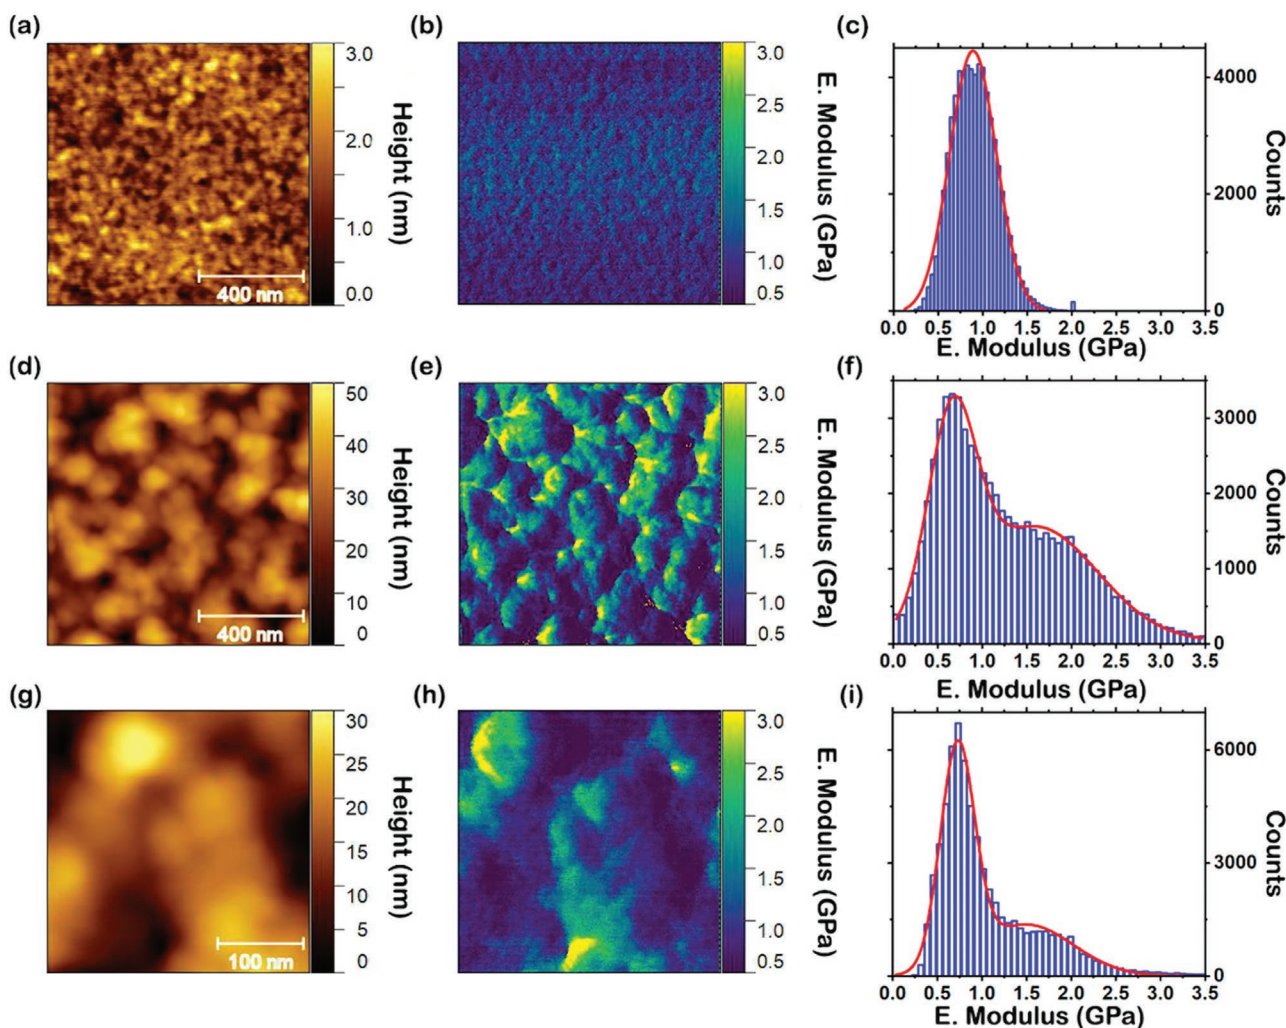 (a)
3.0
2.0
1.0
0.0
Height (nm)
400 nm
(b)
3.0
2.5
2.0
1.5
1.0
0.5
E. Modulus (GPa)
(c)
4000
2000
0
Counts
0.0 0.5 1.0 1.5 2.0 2.5 3.0 3.5
E. Modulus (GPa)
(d)
50
40
30
20
10
0
Height (nm)
400 nm
(e)
3.0
2.5
2.0
1.5
1.0
0.5
E. Modulus (GPa)
(f)
3000
2000
1000
0
Counts
0.0 0.5 1.0 1.5 2.0 2.5 3.0 3.5
E. Modulus (GPa)
(g)
30
25
20
15
10
5
0
Height (nm)
100 nm
(h)
3.0
2.5
2.0
1.5
1.0
0.5
E. Modulus (GPa)
(i)
6000
3000
0
Counts
0.0 0.5 1.0 1.5 2.0 2.5 3.0 3.5
E. Modulus (GPa)